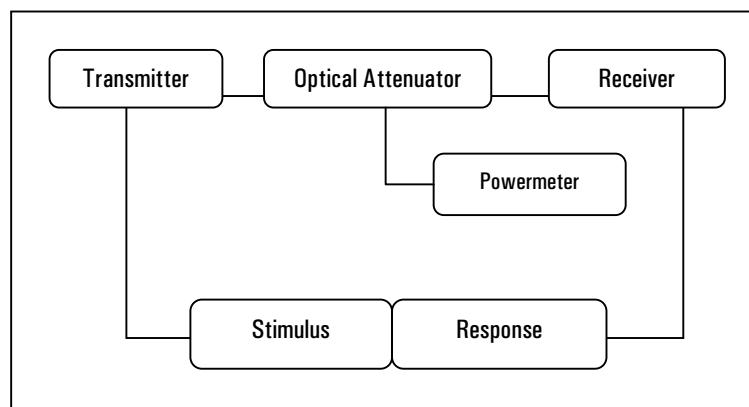 Transmitter
Optical Attenuator
Receiver
Powermeter
Stimulus
Response